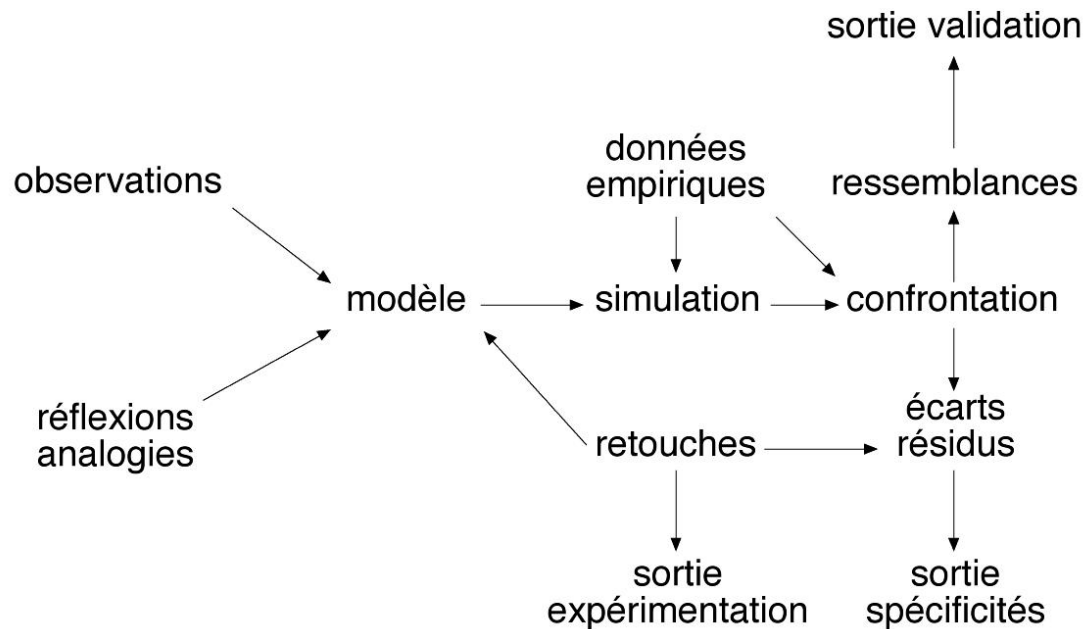 sortie validation
données
empiriques
observations
ressemblances
modèle
simulation
confrontation
réflexions
analogies
retouches
écarts
résidus
sortie
expérimentation
sortie
spécificités